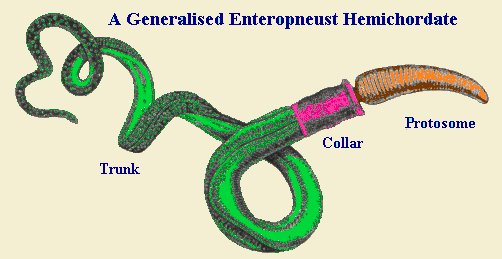 A Generalised Enteropneust Hemichordate
Protosome
Collar
Trunk